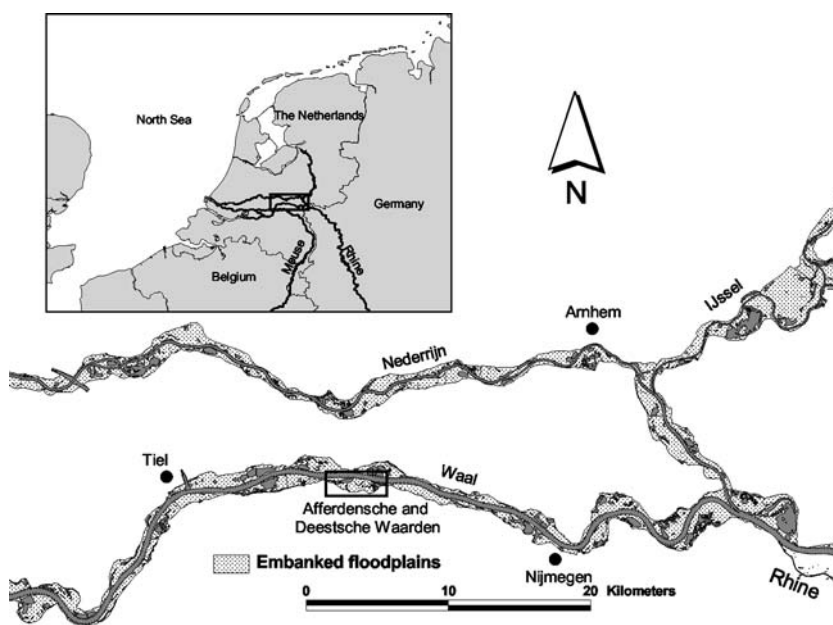 North Sea
The Netherlands
Germany
Belgium
Meuse
Rhine
N
IJssel
Arnhem
Nederrijn
Tiel
Waal
Afferdensche and
Deestsche Waarden
Embanked floodplains
Nijmegen
Rhine
0 10 20 Kilometers